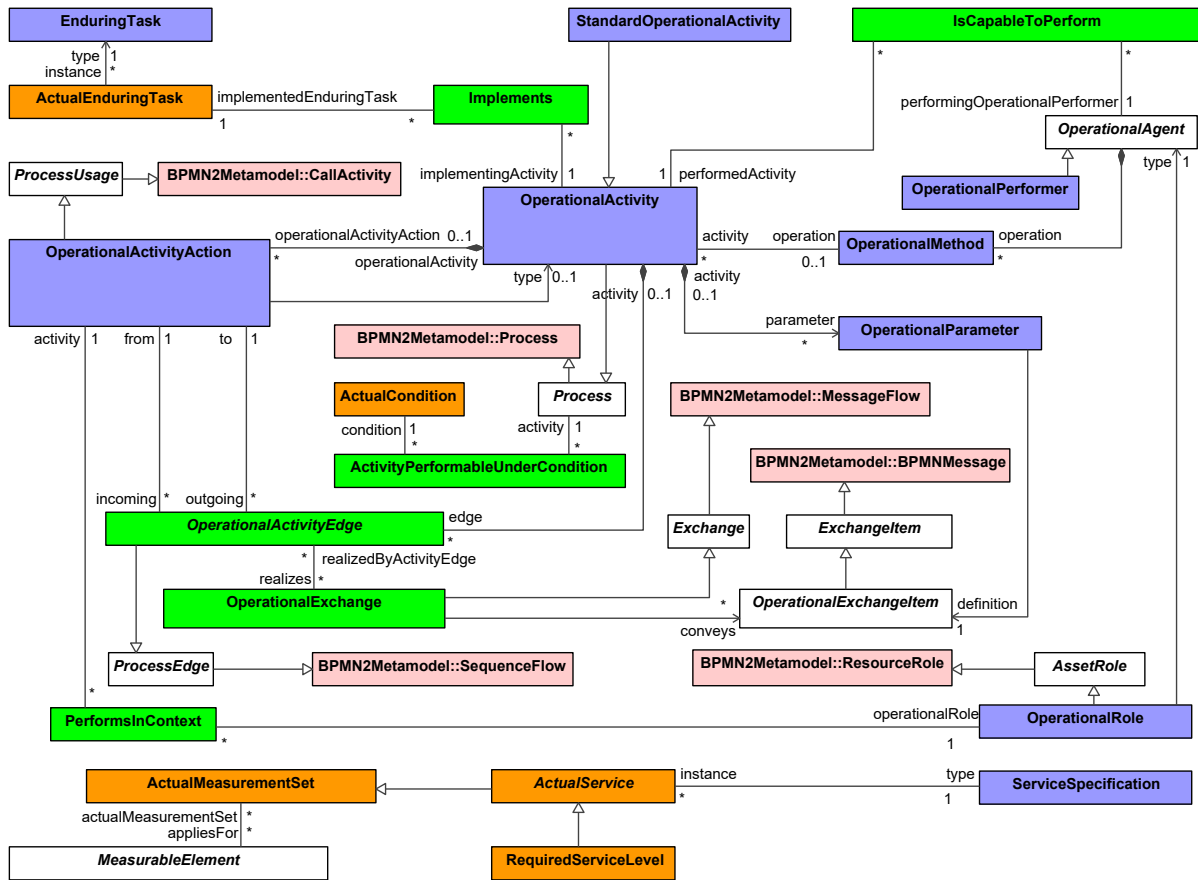 EnduringTask
StandardOperationalActivity
IsCapableToPerform
type 1
instance *
* *
ActualEnduringTask
implementedEnduringTask
1 *
Implements
*
performingOperationalPerformer 1
OperationalAgent
type 1
ProcessUsage
BPMN2Metamodel::CallActivity
implementingActivity 1
1 performedActivity
OperationalPerformer
OperationalActivity
OperationalActivityAction
operationalActivityAction 0..1
*
operationalActivity
activity
*
operation
0..1
OperationalMethod
operation
*
type 0..1
activity 0..1
activity
0..1
parameter
*
OperationalParameter
activity 1
from 1
to 1
BPMN2Metamodel::Process
ActualCondition
Process
BPMN2Metamodel::MessageFlow
condition 1
*
activity 1
*
ActivityPerformableUnderCondition
BPMN2Metamodel::BPMNMessage
incoming *
outgoing *
OperationalActivityEdge
edge
*
Exchange
ExchangeItem
* realizedByActivityEdge
realizes *
OperationalExchange
*
conveys
OperationalExchangeItem
definition
1
ProcessEdge
BPMN2Metamodel::SequenceFlow
BPMN2Metamodel::ResourceRole
AssetRole
*
PerformsInContext
*
operationalRole
1
OperationalRole
ActualMeasurementSet
ActualService
instance
*
type
1
ServiceSpecification
actualMeasurementSet *
appliesFor *
MeasurableElement
RequiredServiceLevel